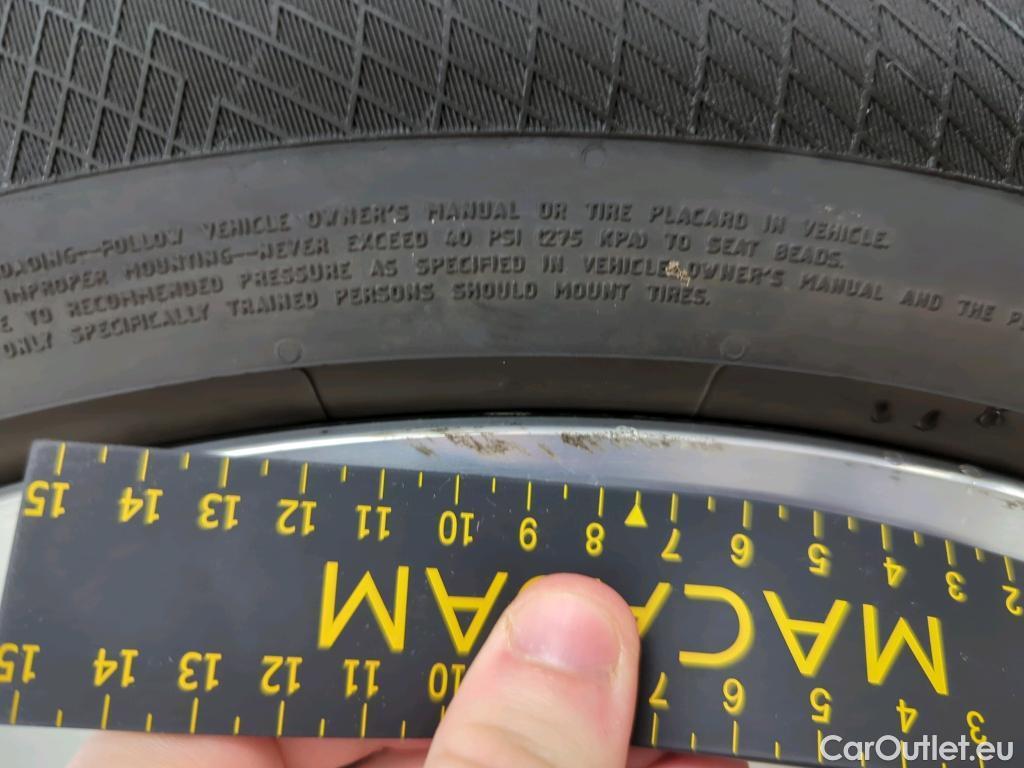 LOADING--FOLLOW VEHICLE OWNER'S MANUAL OR TIRE PLACARD IN VEHICLE.
IMPROPER MOUNTING--NEVER EXCEED 40 PSI (275 KPA) TO SEAT BEADS.
TO RECOMMENDED PRESSURE AS SPECIFIED IN VEHICLE OWNER'S MANUAL AND THE
ONLY SPECIFICALLY TRAINED PERSONS SHOULD MOUNT TIRES.
15 14 13 12 11 10 9 8 7 6 5 4 3 2
15 14 13 12 11 10 7 6 5 4 3
CarOutlet.eu